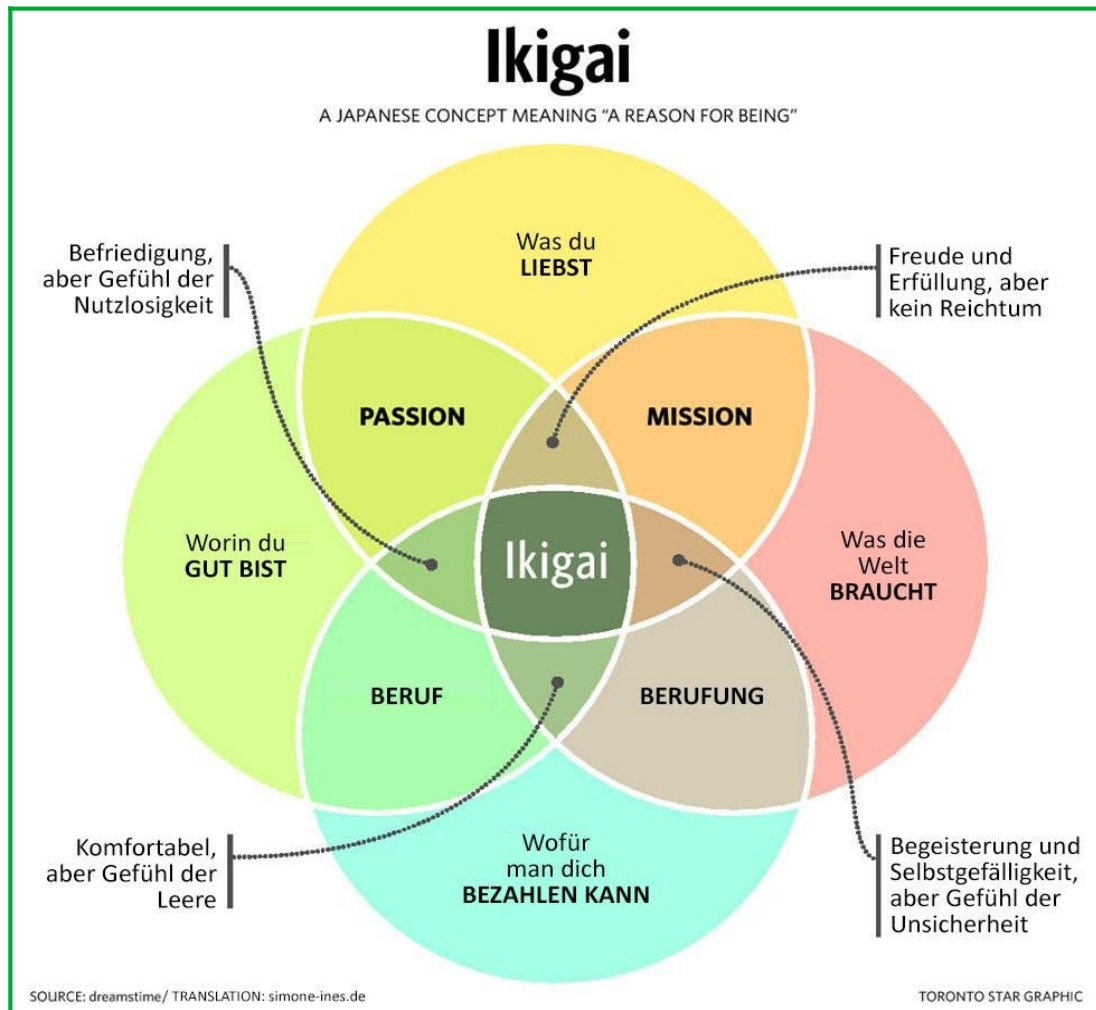 Ikigai
A JAPANESE CONCEPT MEANING “A REASON FOR BEING”
Befriedigung,
aber Gefühl der
Nutzlosigkeit
Was du
LIEBST
Freude und
Erfüllung, aber
kein Reichtum
PASSION
MISSION
Worin du
GUT BIST
Ikigai
Was die
Welt
BRAUCHT
BERUF
BERUFUNG
Komfortabel,
aber Gefühl der
Leere
Wofür
man dich
BEZAHLEN KANN
Begeisterung und
Selbstgefälligkeit,
aber Gefühl der
Unsicherheit
SOURCE: dreamstime/ TRANSLATION: simone-ines.de
TORONTO STAR GRAPHIC